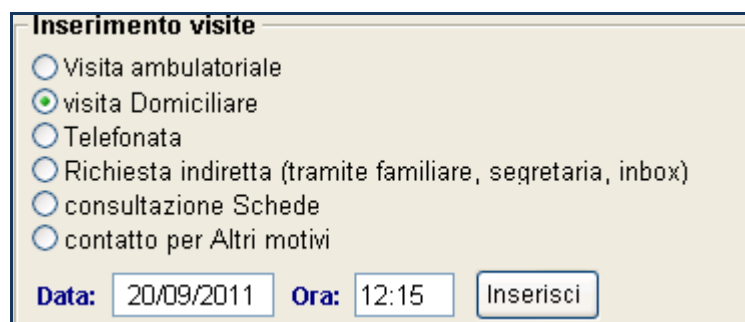 Inserimento visite
Visita ambulatoriale
visita Domiciliare
Telefonata
Richiesta indiretta (tramite familiare, segretaria, inbox)
consultazione Schede
contatto per Altri motivi
Data: 20/09/2011 Ora: 12:15 Inserisci